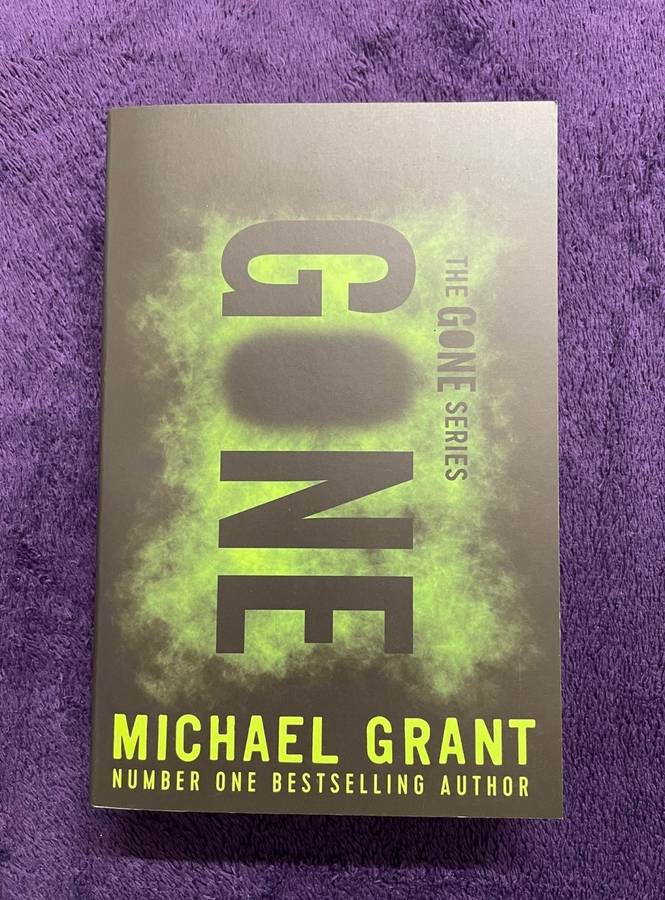 THE GONE SERIES
GONE
MICHAEL GRANT
NUMBER ONE BESTSELLING AUTHOR